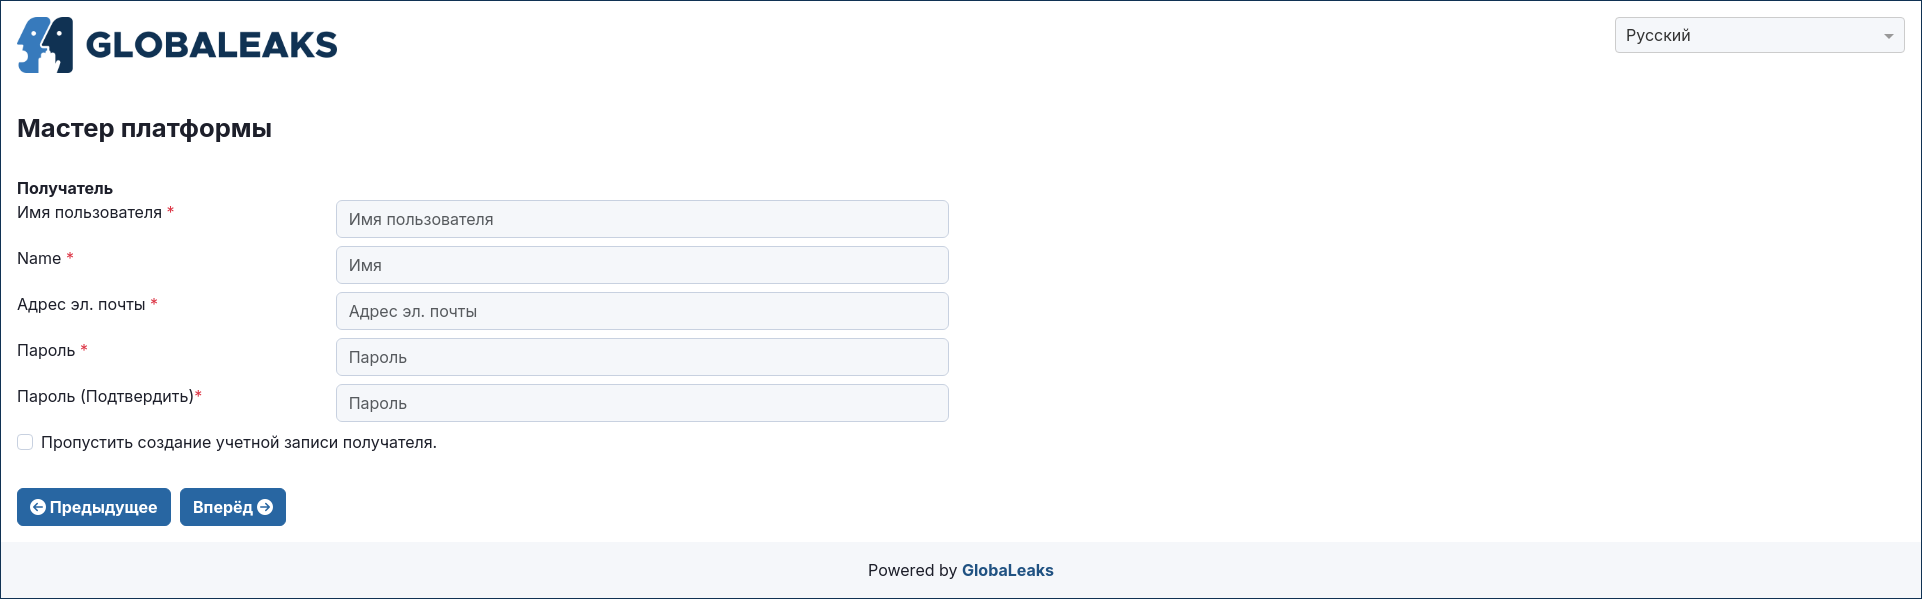 GLOBALEAKS
Русский
Мастер платформы
Получатель
Имя пользователя *
Имя пользователя
Name *
Имя
Адрес эл. почты *
Адрес эл. почты
Пароль *
Пароль
Пароль (Подтвердить)*
Пароль
Пропустить создание учетной записи получателя.
Предыдущее
Вперёд
Powered by GlobaLeaks